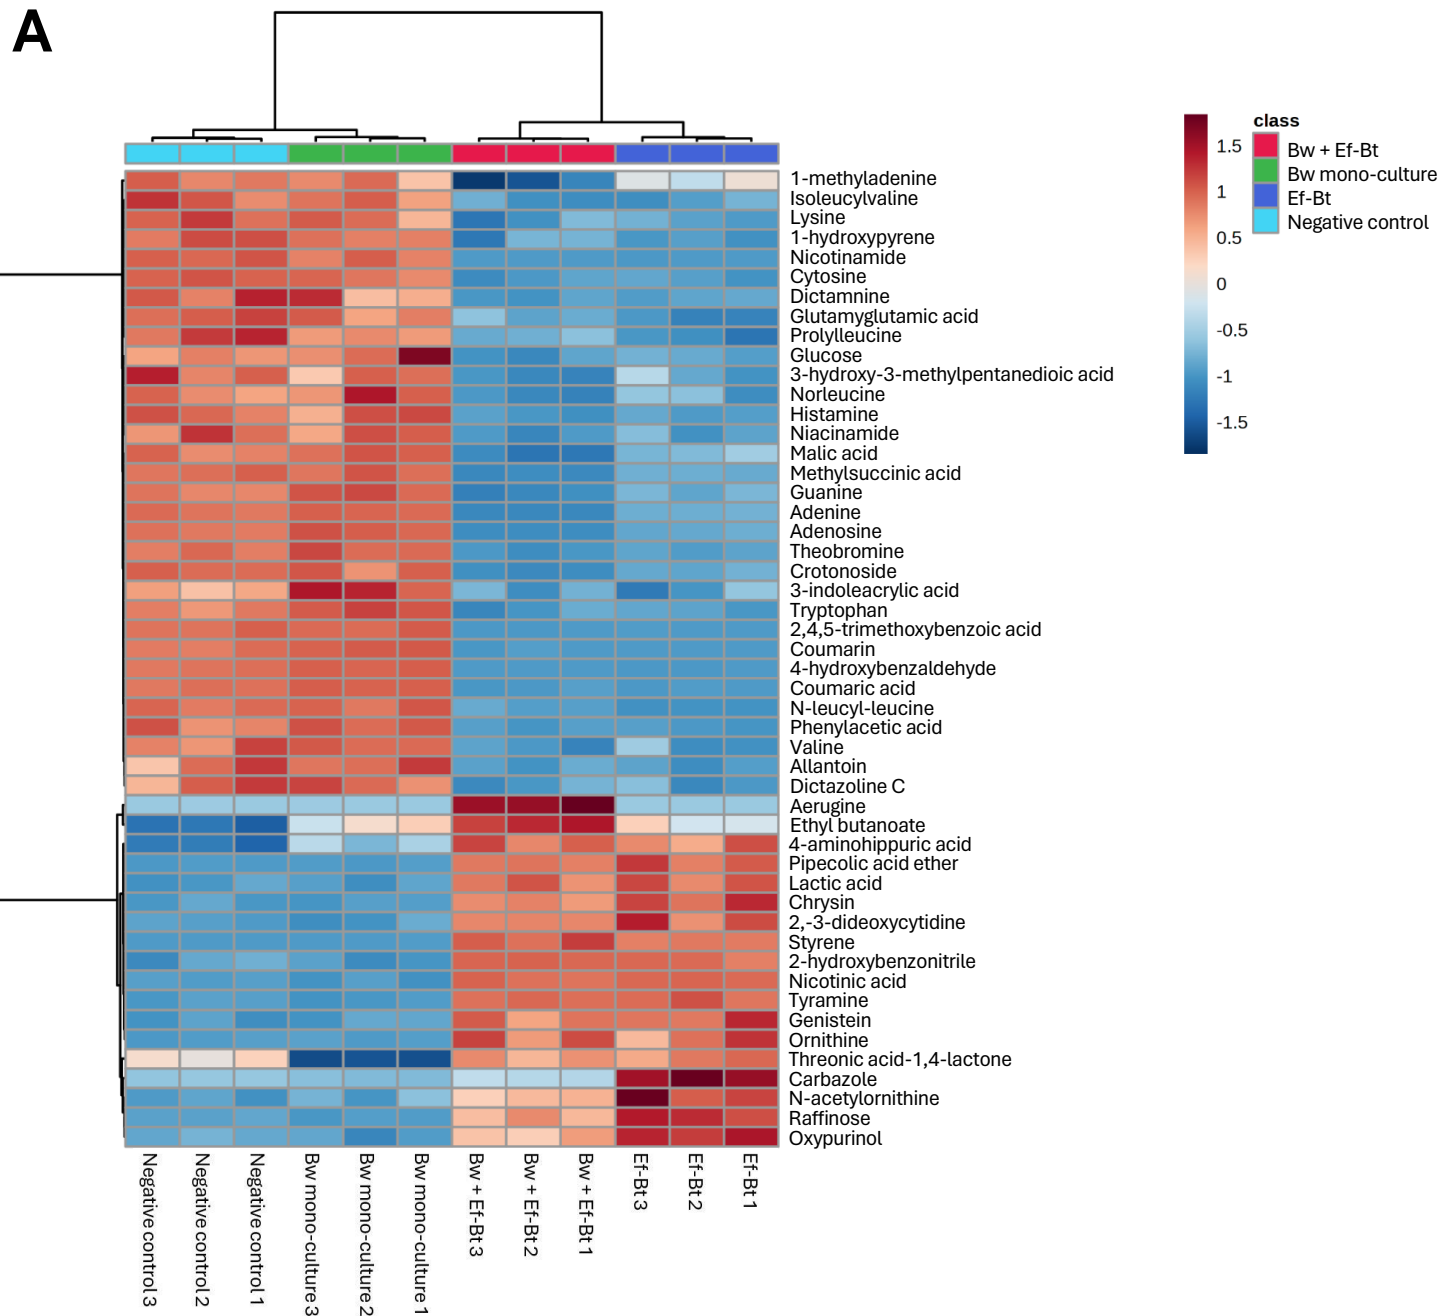 A
class
1.5
1
0.5
0
-0.5
-1
-1.5
Bw + Ef-Bt
Bw mono-culture
Ef-Bt
Negative control
1-methyladenine
Isoleucylvaline
Lysine
1-hydroxypyrene
Nicotinamide
Cytosine
Dictamnine
Glutamyglutamic acid
Prolylleucine
Glucose
3-hydroxy-3-methylpentanedioic acid
Norleucine
Histamine
Niacinamide
Malic acid
Methylsuccinic acid
Guanine
Adenine
Adenosine
Theobromine
Crotonoside
3-indoleacrylic acid
Tryptophan
2,4,5-trimethoxybenzoic acid
Coumarin
4-hydroxybenzaldehyde
Coumaric acid
N-leucyl-leucine
Phenylacetic acid
Valine
Allantoin
Dictazoline C
Aerugine
Ethyl butanoate
4-aminohippuric acid
Pipecolic acid ether
Lactic acid
Chrysin
2,-3-dideoxycytidine
Styrene
2-hydroxybenzonitrile
Nicotinic acid
Tyramine
Genistein
Ornithine
Threonic acid-1,4-lactone
Carbazole
N-acetylornithine
Raffinose
Oxypurinol
Negative control 3
Negative control 2
Negative control 1
Bw mono-culture 3
Bw mono-culture 2
Bw mono-culture 1
Bw + Ef-Bt 3
Bw + Ef-Bt 2
Bw + Ef-Bt 1
Ef-Bt 3
Ef-Bt 2
Ef-Bt 1